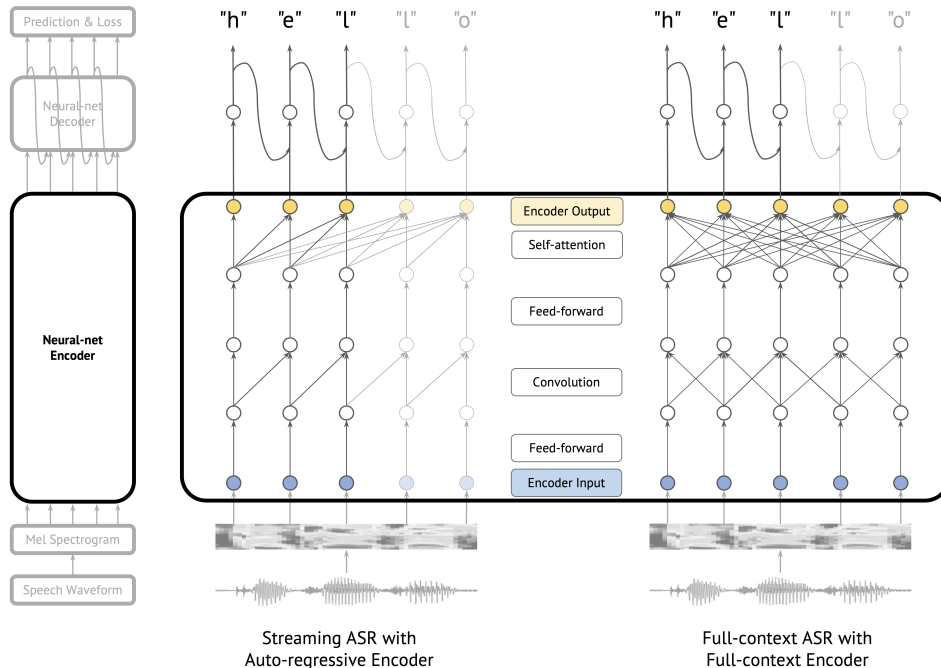 Prediction & Loss
Neural-net
Decoder
Neural-net
Encoder
Mel Spectrogram
Speech Waveform
"h" "e" "l" "l" "o"
Streaming ASR with
Auto-regressive Encoder
Encoder Output
Self-attention
Feed-forward
Convolution
Feed-forward
Encoder Input
"h" "e" "l" "l" "o"
Full-context ASR with
Full-context Encoder